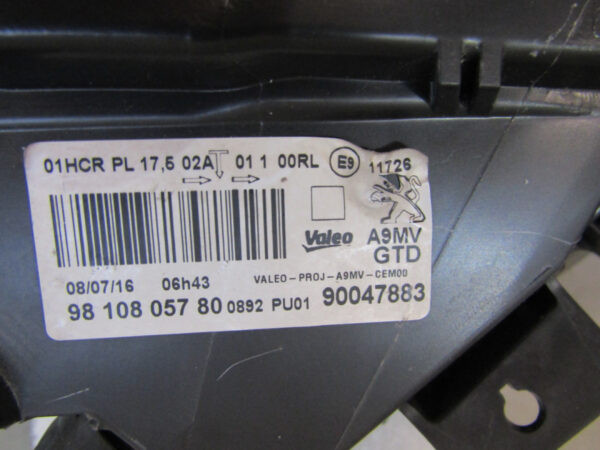 01HCR PL 17,5 02A 01 1 00RL E9 11726
Valeo A9MV
GTD
08/07/16 06h43 VALEO-PROJ-A9MV-CEM00
98 108 057 80 0892 PU01 90047883